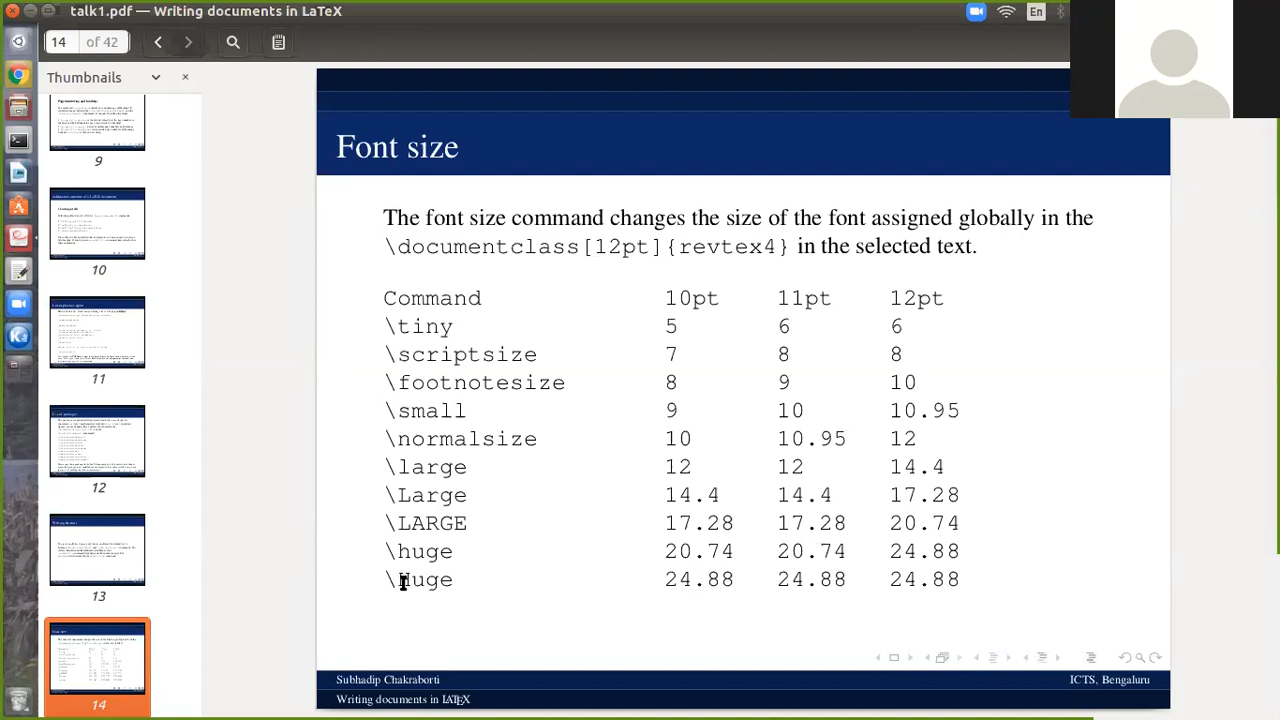 talk1.pdf — Writing documents in LaTeX
En
14 of 42
Thumbnails
9
10
11
12
13
14
Font size
The font size command changes the size of the font assigned globally in the
\documentclass[12pt]{revtex4} in the selected text.
Command 10pt 11pt 12pt
\tiny 5 6
\scriptsize 7 8 8
\footnotesize 8 9 10
\small 9 10 10.95
\normalsize 10 10.95 12
\large 12 12 14.4
\Large 14.4 14.4 17.28
\LARGE 17.28 17.28 20.74
\huge 20.74 20.74 24.88
\Huge 24.88 24.88 24.88
Subhadip Chakraborti ICTS, Bengaluru
Writing documents in LATEX